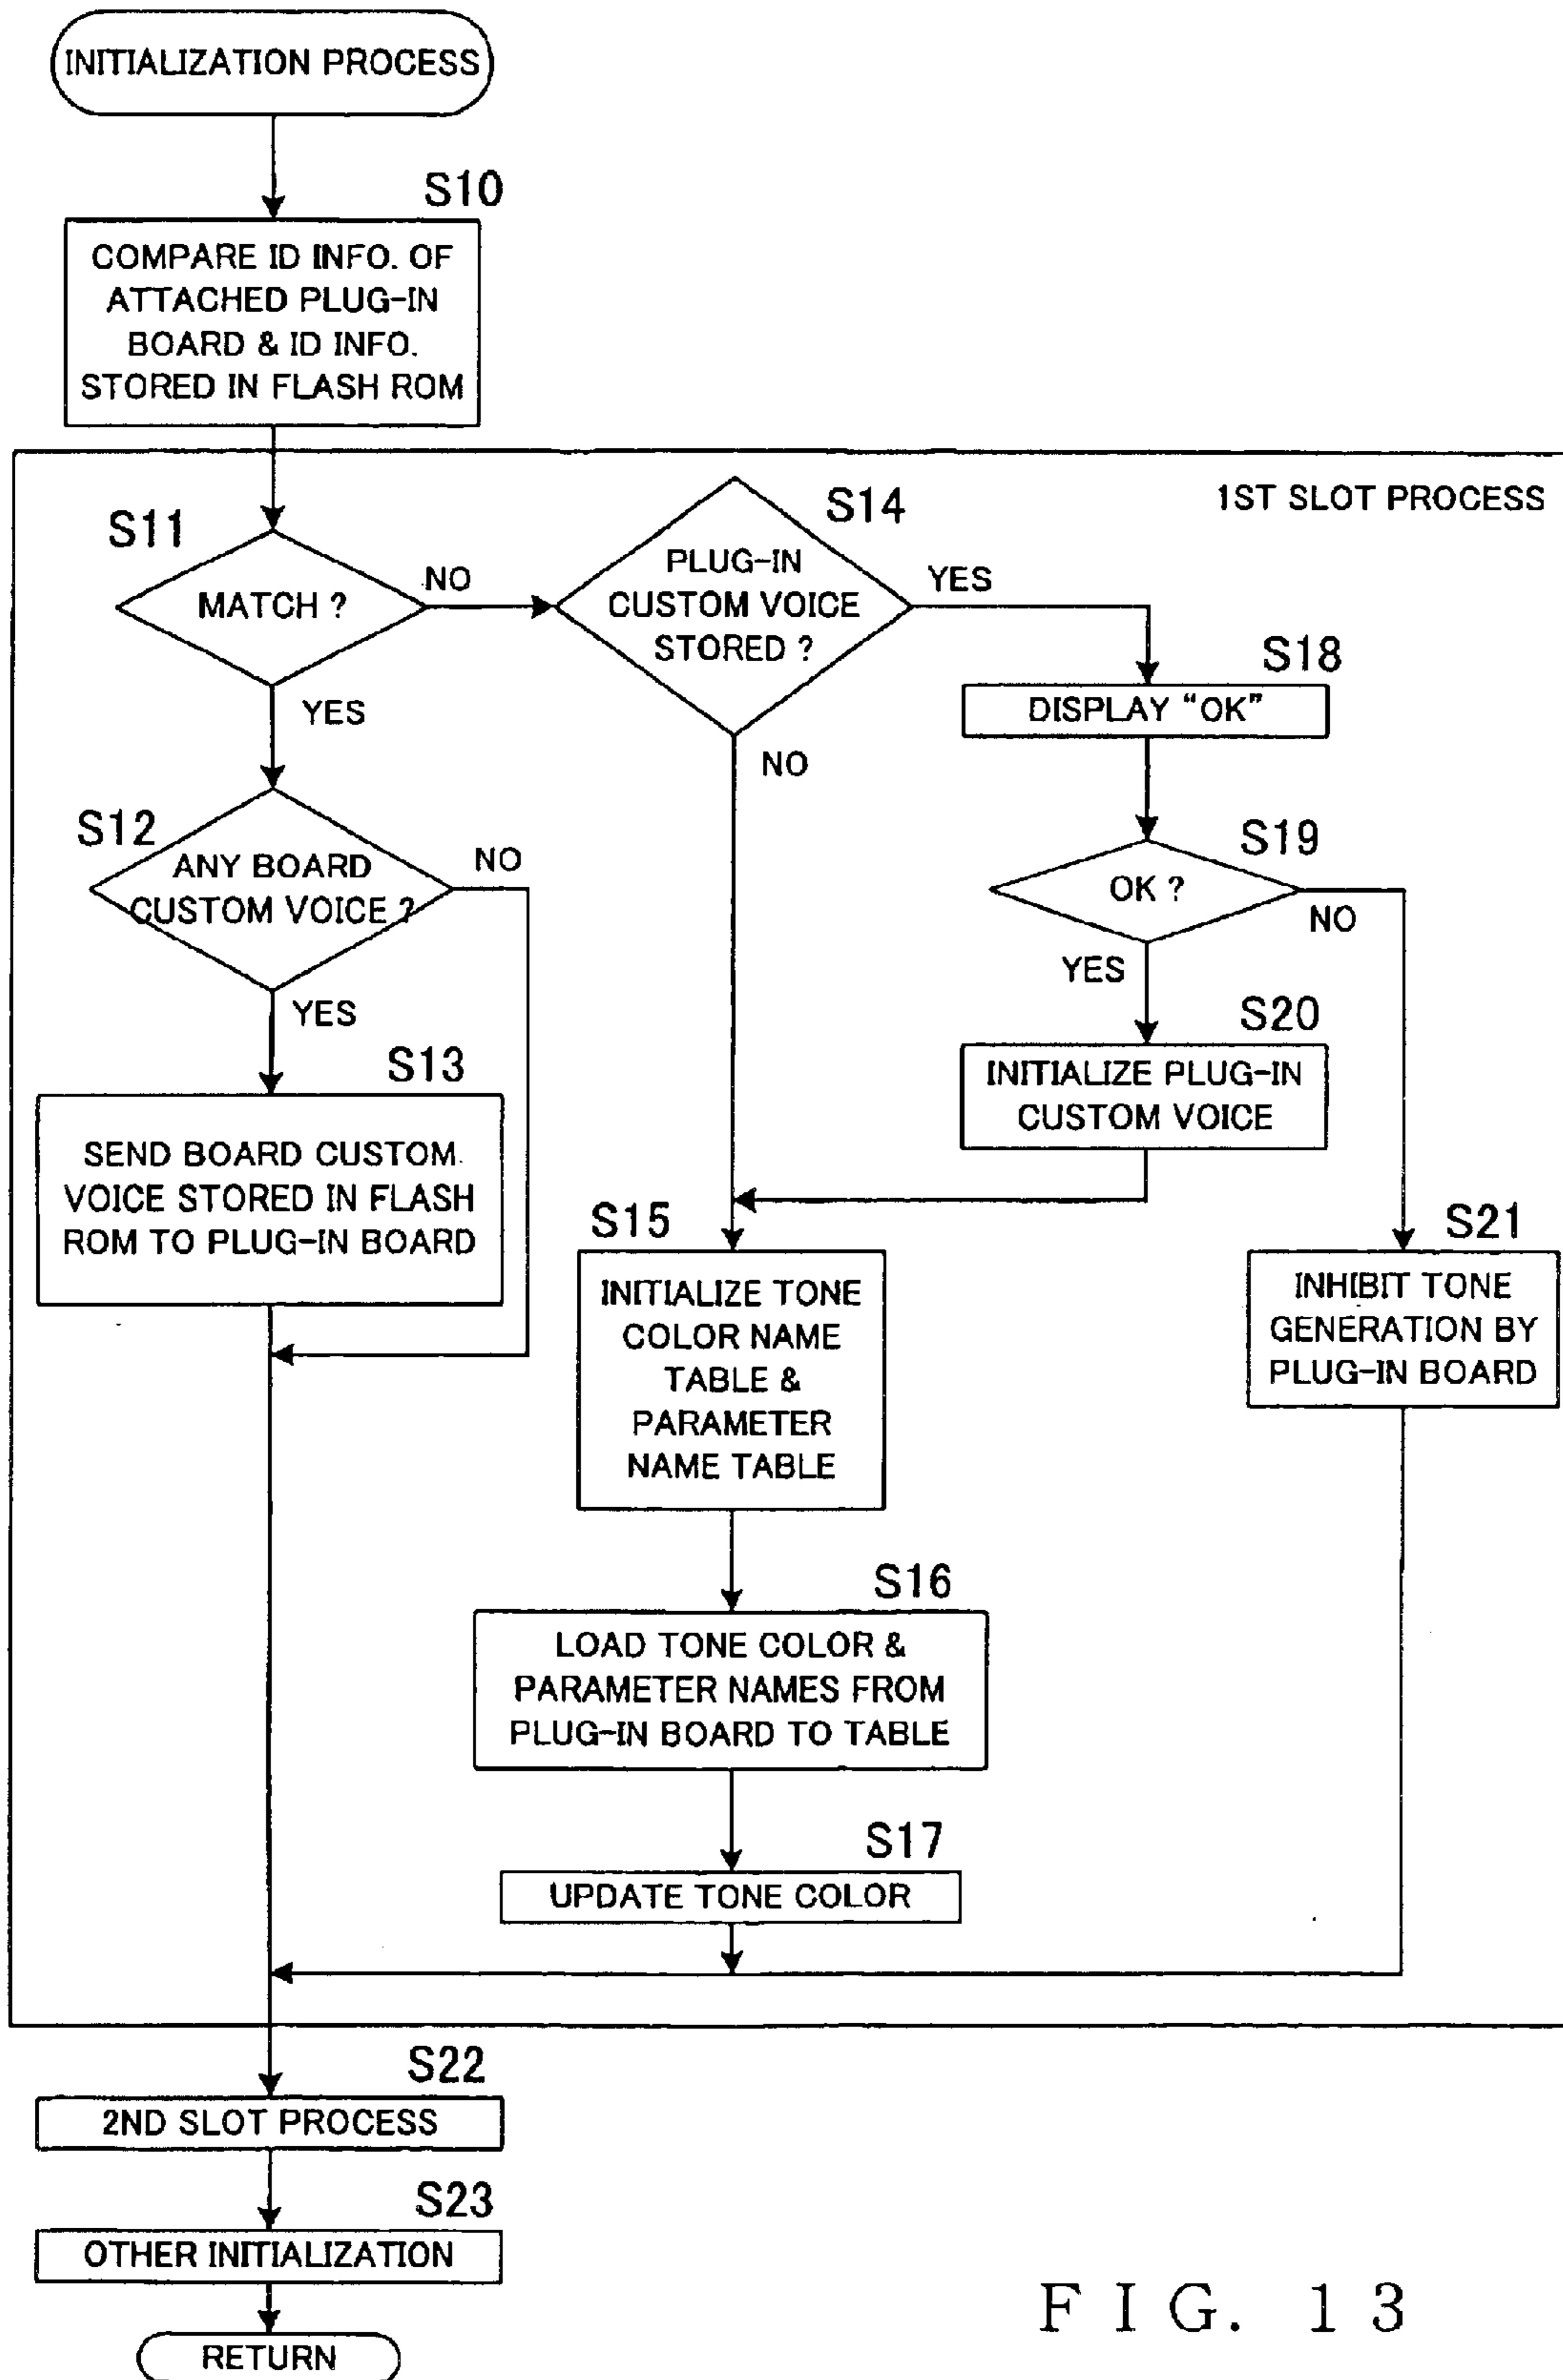 INITIALIZATION PROCESS
S10
COMPARE ID INFO. OF
ATTACHED PLUG-IN
BOARD & ID INFO.
STORED IN FLASH ROM
1ST SLOT PROCESS
S11
MATCH ?
NO
YES
S14
PLUG-IN
CUSTOM VOICE
STORED ?
YES
NO
S18
DISPLAY “OK”
S12
ANY BOARD
CUSTOM VOICE ?
NO
YES
S19
OK ?
NO
YES
S13
SEND BOARD CUSTOM
VOICE STORED IN FLASH
ROM TO PLUG-IN BOARD
S20
INITIALIZE PLUG-IN
CUSTOM VOICE
S15
INITIALIZE TONE
COLOR NAME
TABLE &
PARAMETER
NAME TABLE
S21
INHIBIT TONE
GENERATION BY
PLUG-IN BOARD
S16
LOAD TONE COLOR &
PARAMETER NAMES FROM
PLUG-IN BOARD TO TABLE
S17
UPDATE TONE COLOR
S22
2ND SLOT PROCESS
S23
OTHER INITIALIZATION
RETURN
FIG. 13